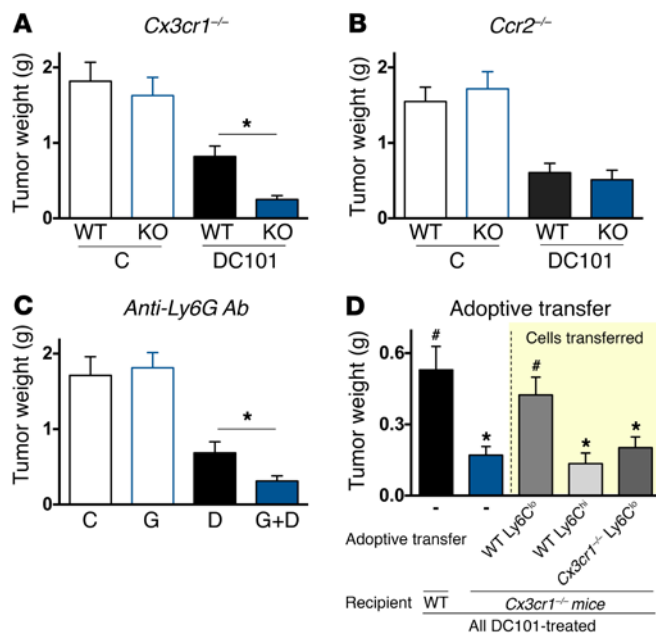 A
Cx3cr1–/–
Tumor weight (g)
2
1
0
*
WT KO WT KO
C DC101
B
Ccr2–/–
Tumor weight (g)
2
1
0
WT KO WT KO
C DC101
C
Anti-Ly6G Ab
Tumor weight (g)
2
1
0
*
C G D G+D
D
Adoptive transfer
Cells transferred
Tumor weight (g)
0.6
0.3
0.0
# * # * *
Adoptive transfer - - WT Ly6Clo WT Ly6Chi Cx3cr1–/– Ly6Clo
Recipient WT Cx3cr1–/– mice
All DC101-treated